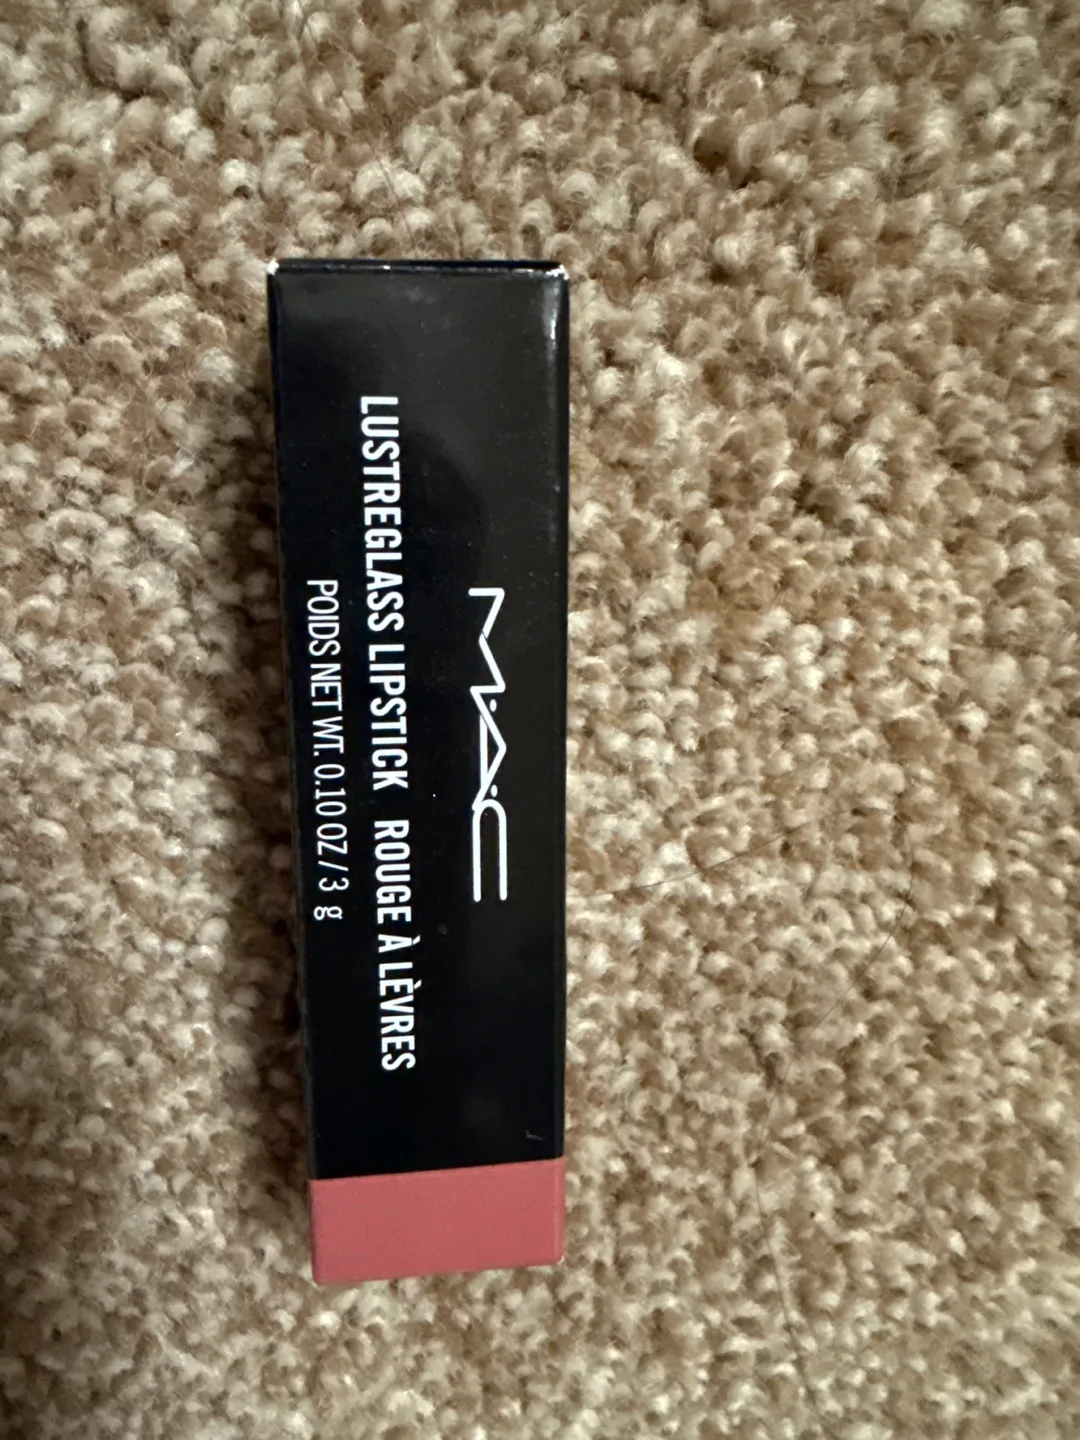 MAC
LUSTREGLASS LIPSTICK ROUGE À LÈVRES
POIDS NET WT. 0.10 OZ / 3 g